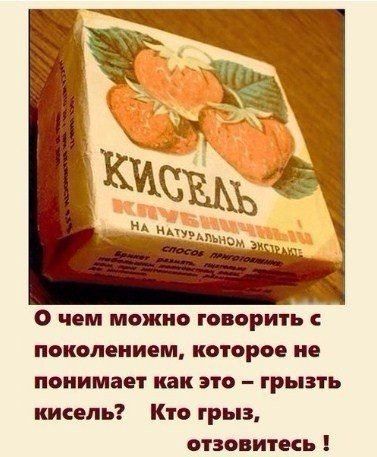 КИСЕЛЬ
КЛУБНИЧНЫЙ
НА НАТУРАЛЬНОМ ЭКСТРАКТЕ
СПОСОБ ПРИГОТОВЛЕНИЯ:
О чем можно говорить с
поколением, которое не
понимает как это – грызть
кисель? Кто грыз,
отзовитесь !